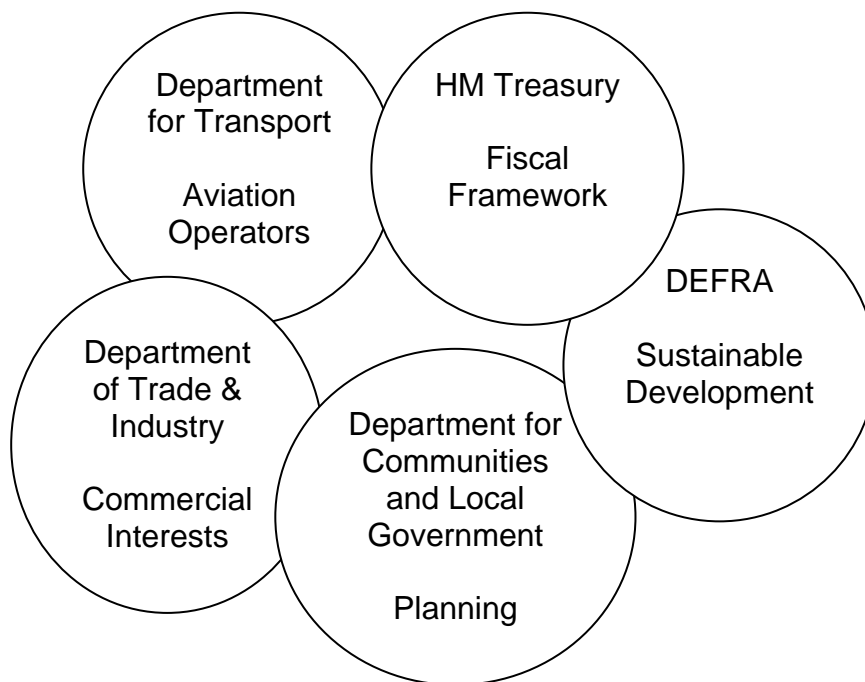 Department
for Transport
Aviation
Operators
HM Treasury
Fiscal
Framework
DEFRA
Sustainable
Development
Department
of Trade &
Industry
Commercial
Interests
Department for
Communities
and Local
Government
Planning